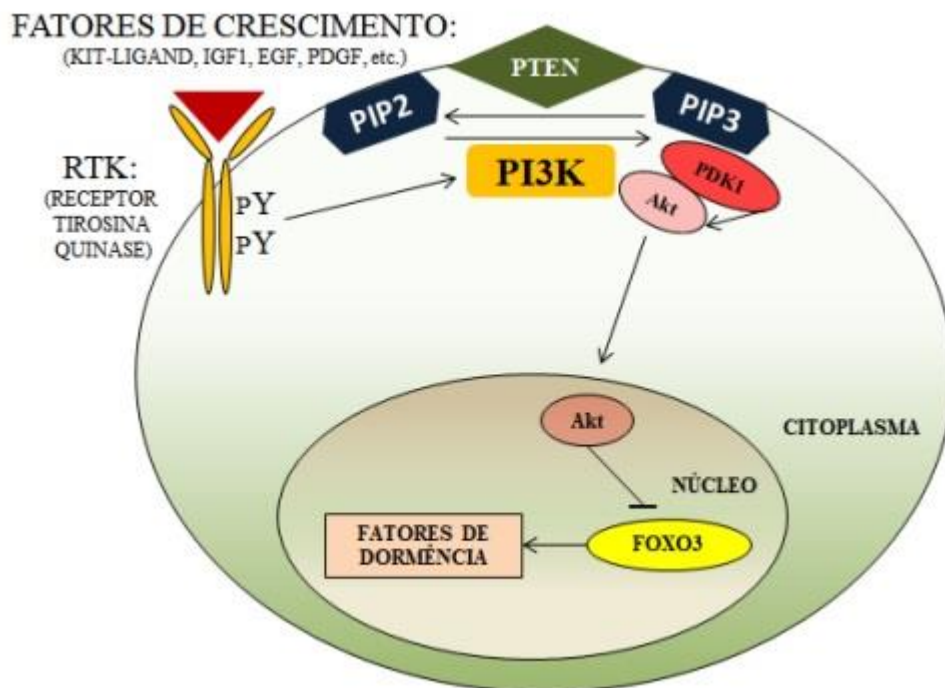 FATORES DE CRESCIMENTO:
(KIT-LIGAND, IGF1, EGF, PDGF, etc.)
PTEN
PIP2
PIP3
RTK:
(RECEPTOR
TIROSINA
QUINASE)
PY
PY
PI3K
PDK1
Akt
Akt
CITOPLASMA
NÚCLEO
FATORES DE
DORMÊNCIA
FOXO3